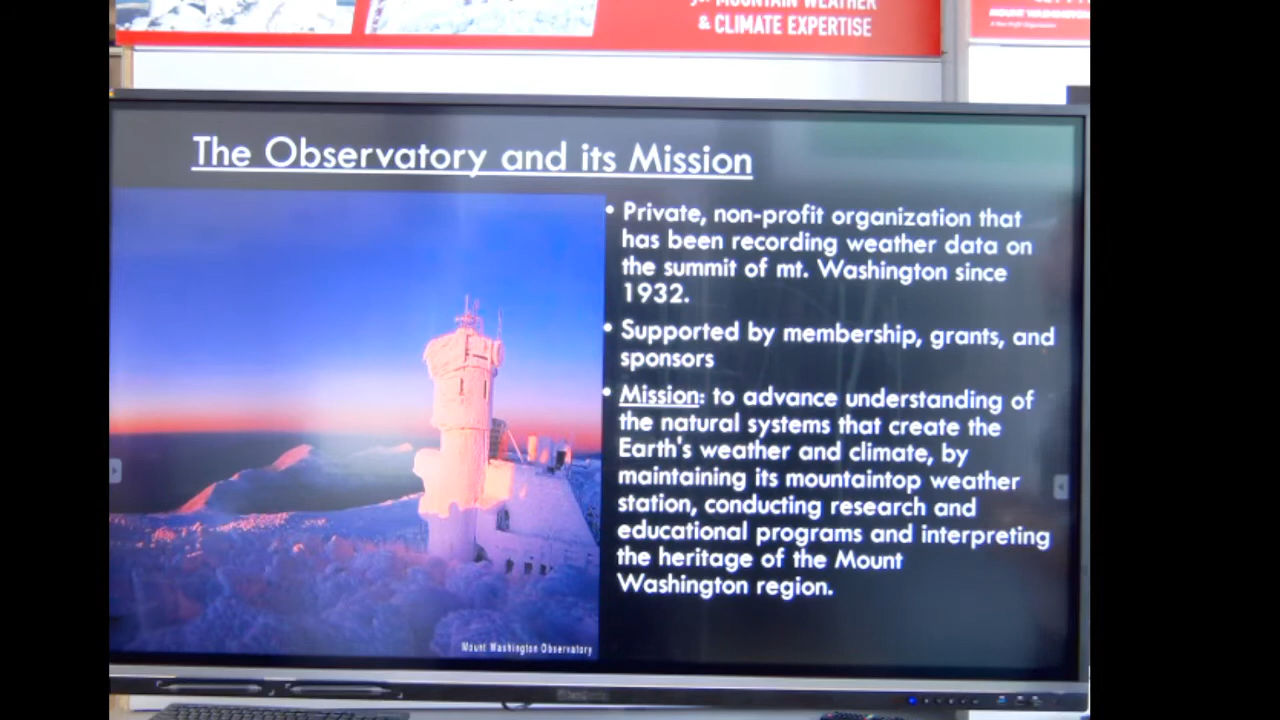 MOUNTAIN WEATHER
& CLIMATE EXPERTISE
MOUNT WASHINGTON
The Observatory and its Mission
• Private, non-profit organization that
has been recording weather data on
the summit of mt. Washington since
1932.
• Supported by membership, grants, and
sponsors
• Mission: to advance understanding of
the natural systems that create the
Earth's weather and climate, by
maintaining its mountaintop weather
station, conducting research and
educational programs and interpreting
the heritage of the Mount
Washington region.
Mount Washington Observatory